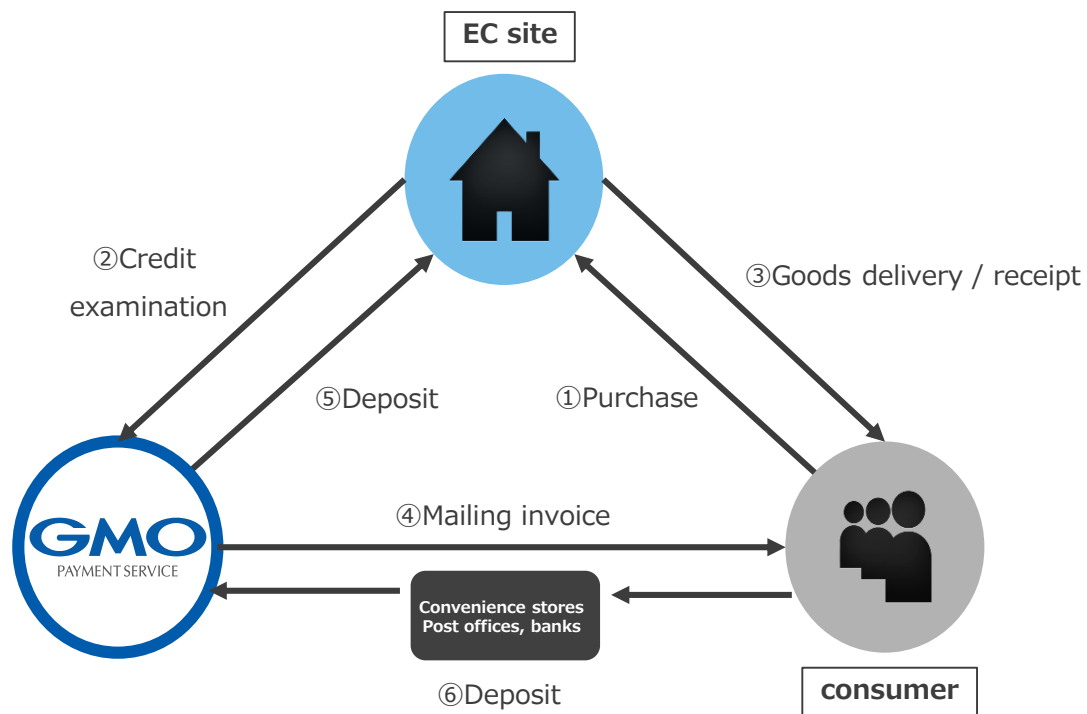 EC site
②Credit
examination
③Goods delivery / receipt
⑤Deposit
①Purchase
GMO
PAYMENT SERVICE
④Mailing invoice
Convenience stores
Post offices, banks
⑥Deposit
consumer